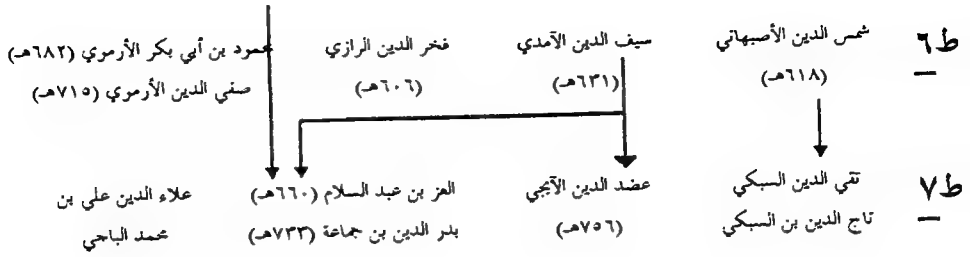 ط٦
شمس الدين الأصبهاني
(٦١٨هـ)
سيف الدين الآمدي
(٦٣١هـ)
فخر الدين الرازي
(٦٠٦هـ)
محمود بن أبي بكر الأرموي (٦٨٢هـ)
صفي الدين الأرموي (٧١٥هـ)
ط٧
تقي الدين السبكي
تاج الدين بن السبكي
عضد الدين الآيجي
(٧٥٦هـ)
العز بن عبد السلام (٦٦٠هـ)
بدر الدين بن جماعة (٧٣٣هـ)
علاء الدين علي بن
محمد الباجي